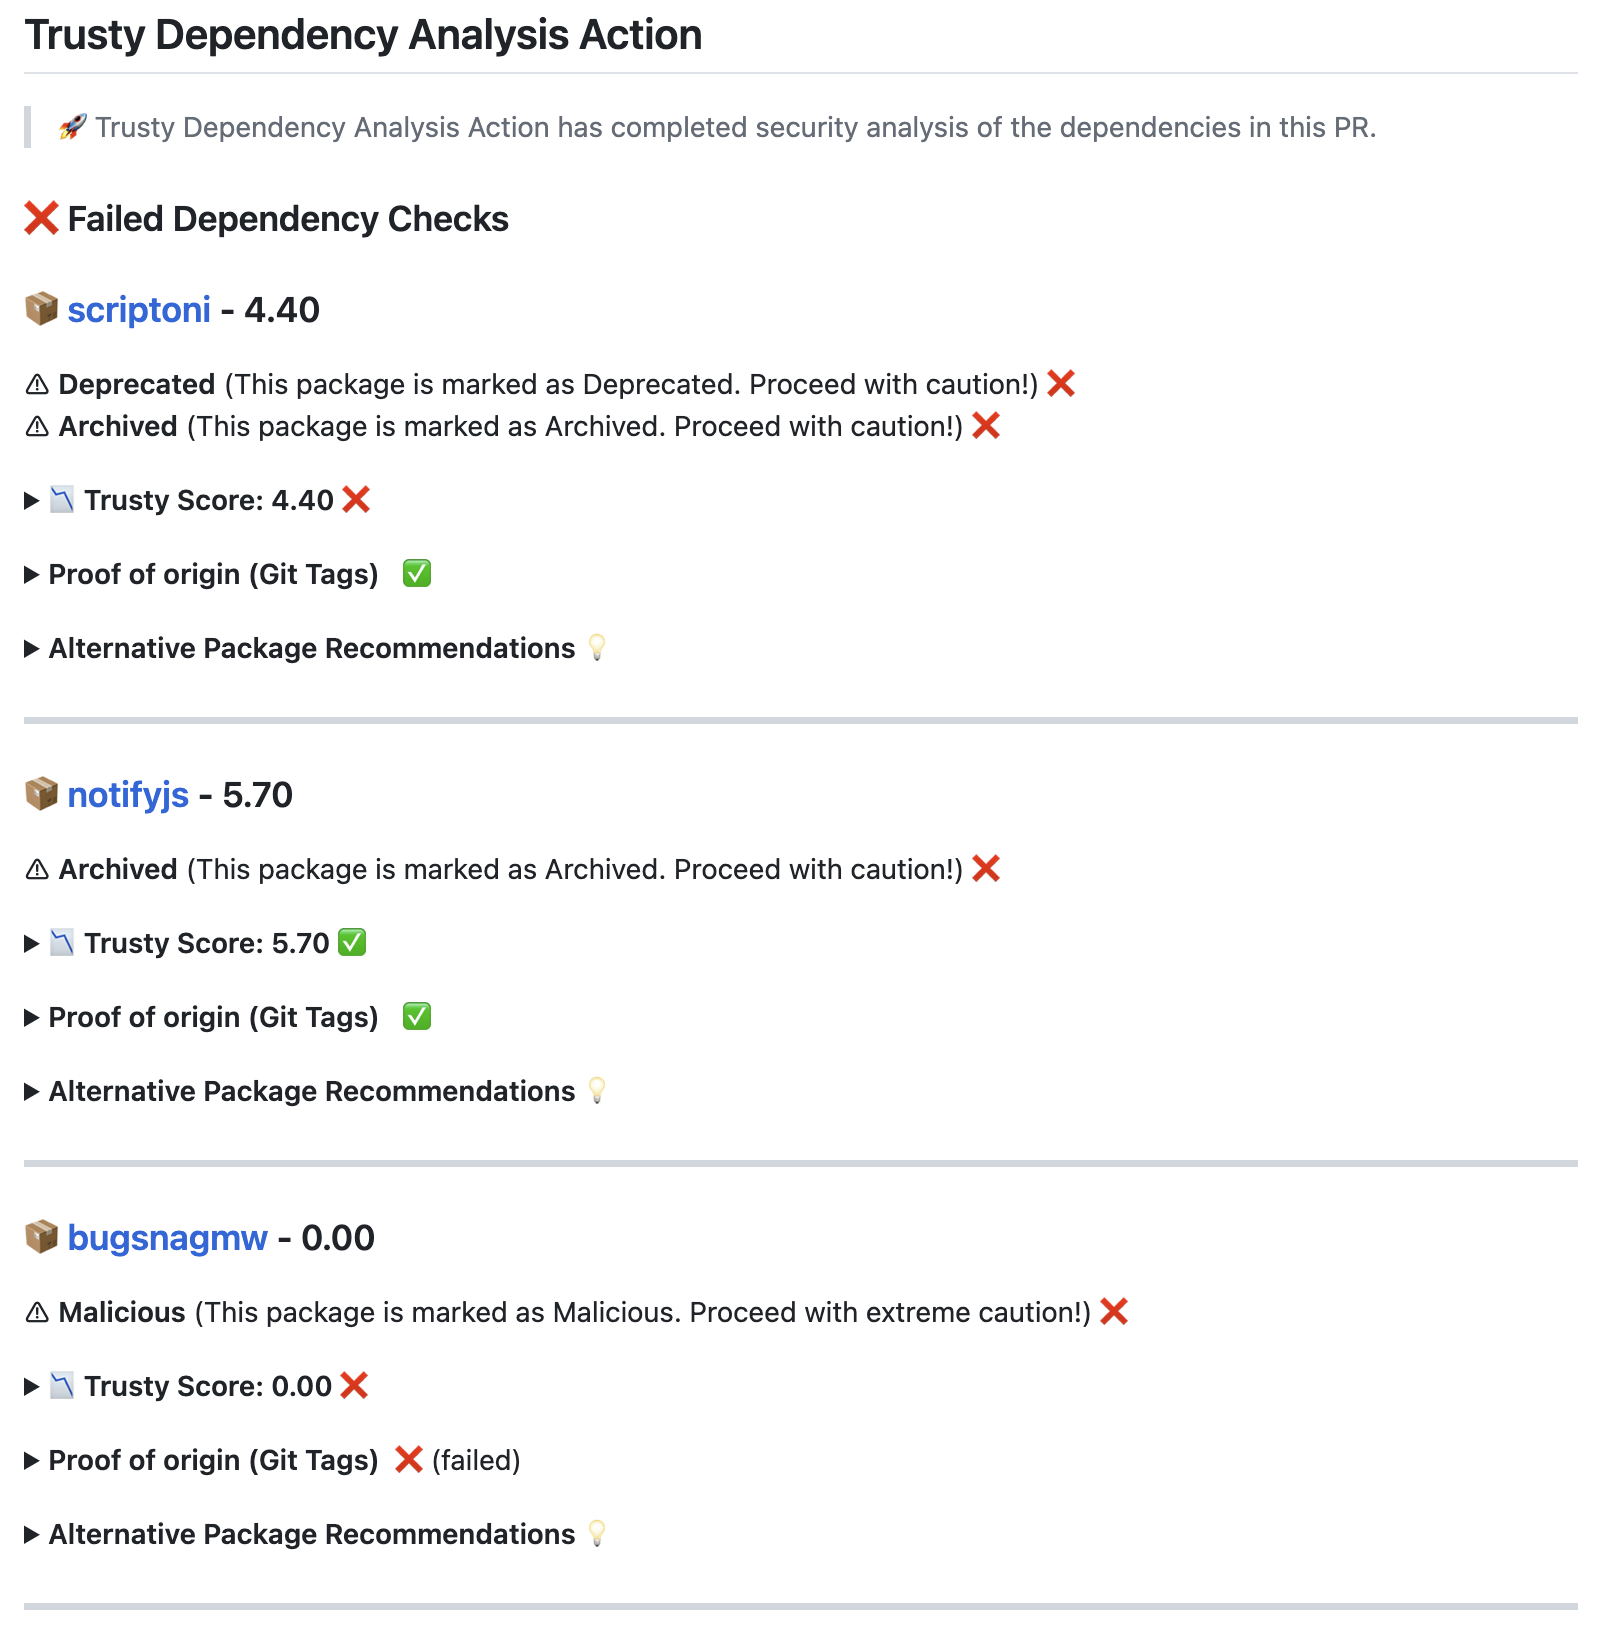 Trusty Dependency Analysis Action
🚀 Trusty Dependency Analysis Action has completed security analysis of the dependencies in this PR.
❌ Failed Dependency Checks
📦 scriptoni - 4.40
⚠ Deprecated (This package is marked as Deprecated. Proceed with caution!) ❌
⚠ Archived (This package is marked as Archived. Proceed with caution!) ❌
▶ 📉 Trusty Score: 4.40 ❌
▶ Proof of origin (Git Tags) ✅
▶ Alternative Package Recommendations 💡
📦 notifyjs - 5.70
⚠ Archived (This package is marked as Archived. Proceed with caution!) ❌
▶ 📉 Trusty Score: 5.70 ✅
▶ Proof of origin (Git Tags) ✅
▶ Alternative Package Recommendations 💡
📦 bugsnagmw - 0.00
⚠ Malicious (This package is marked as Malicious. Proceed with extreme caution!) ❌
▶ 📉 Trusty Score: 0.00 ❌
▶ Proof of origin (Git Tags) ❌ (failed)
▶ Alternative Package Recommendations 💡